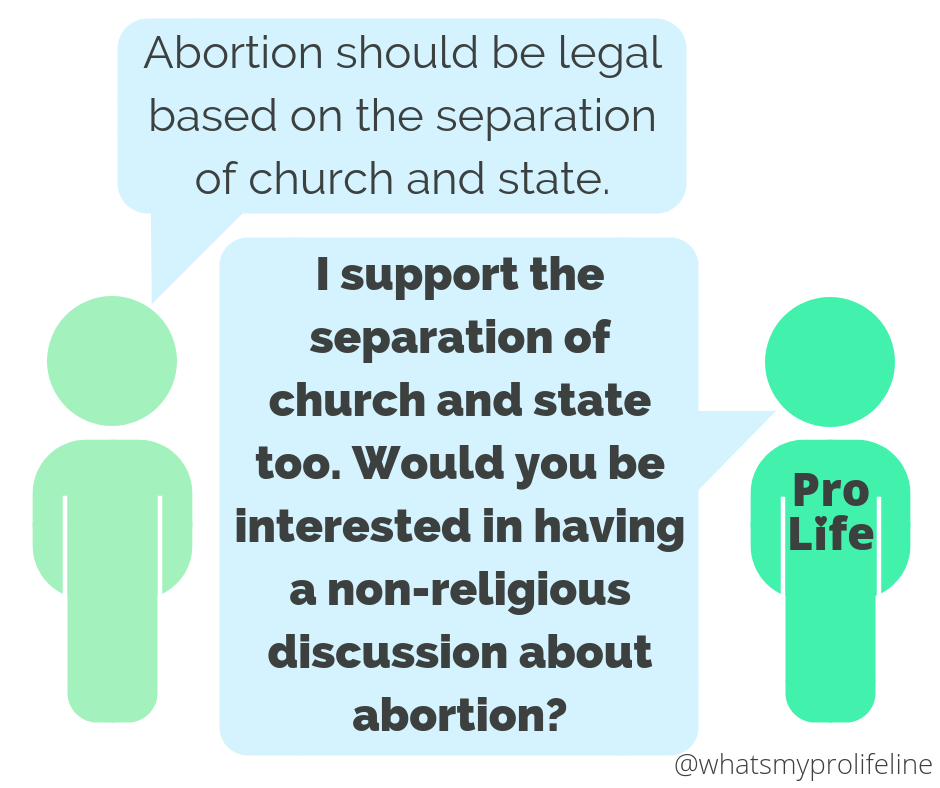 Abortion should be legal
based on the separation
of church and state.
I support the
separation of
church and state
too. Would you be
interested in having
a non-religious
discussion about
abortion?
Pro
Life
@whatsmyprolifeline